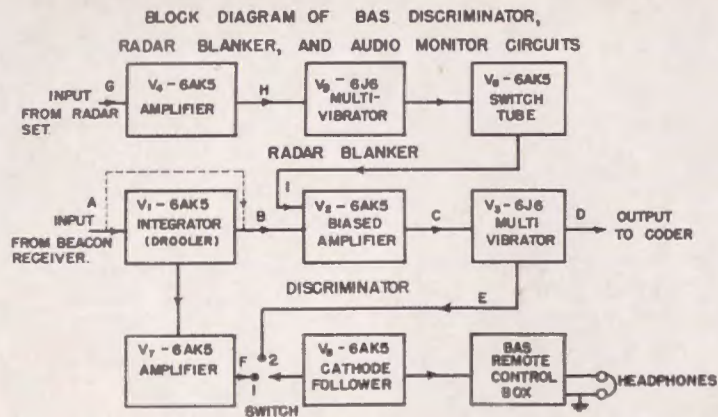 BLOCK DIAGRAM OF BAS DISCRIMINATOR,
RADAR BLANKER, AND AUDIO MONITOR CIRCUITS
INPUT
FROM RADAR
SET.
G
V4 - 6AK5
AMPLIFIER
H
V9 - 6J6
MULTI-
VIBRATOR
6AK5
SWITCH
TUBE
RADAR BLANKER
A
INPUT
FROM BEACON
RECEIVER.
V1 - 6AK5
INTEGRATOR
(DROOLER)
B
I
V2 - 6AK5
BIASED
AMPLIFIER
C
V3 - 6J6
MULTI
VIBRATOR
D
OUTPUT
TO CODER
DISCRIMINATOR
E
V7 - 6AK5
AMPLIFIER
F
2
1
SWITCH
6AK5
CATHODE
FOLLOWER
BAS
REMOTE
CONTROL
BOX
HEADPHONES